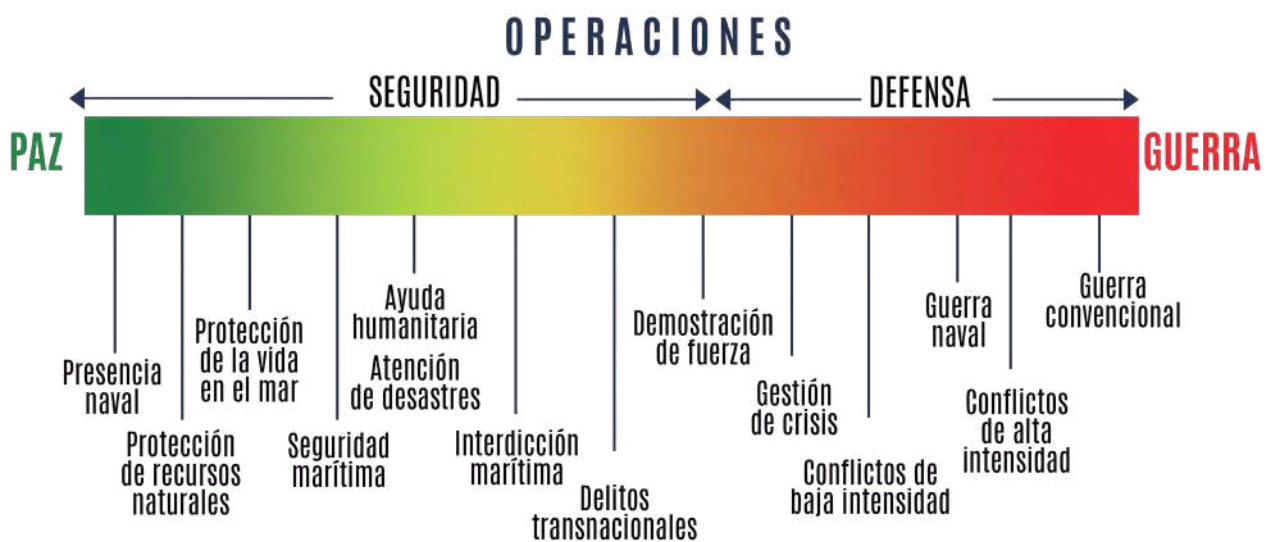 OPERACIONES
SEGURIDAD
DEFENSA
PAZ
GUERRA
Presencia
naval
Protección
de recursos
naturales
Protección
de la vida
en el mar
Seguridad
marítima
Ayuda
humanitaria
Atención
de desastres
Interdicción
marítima
Delitos
transnacionales
Demostración
de fuerza
Gestión
de crisis
Conflictos de
baja intensidad
Guerra
naval
Conflictos
de alta
intensidad
Guerra
convencional